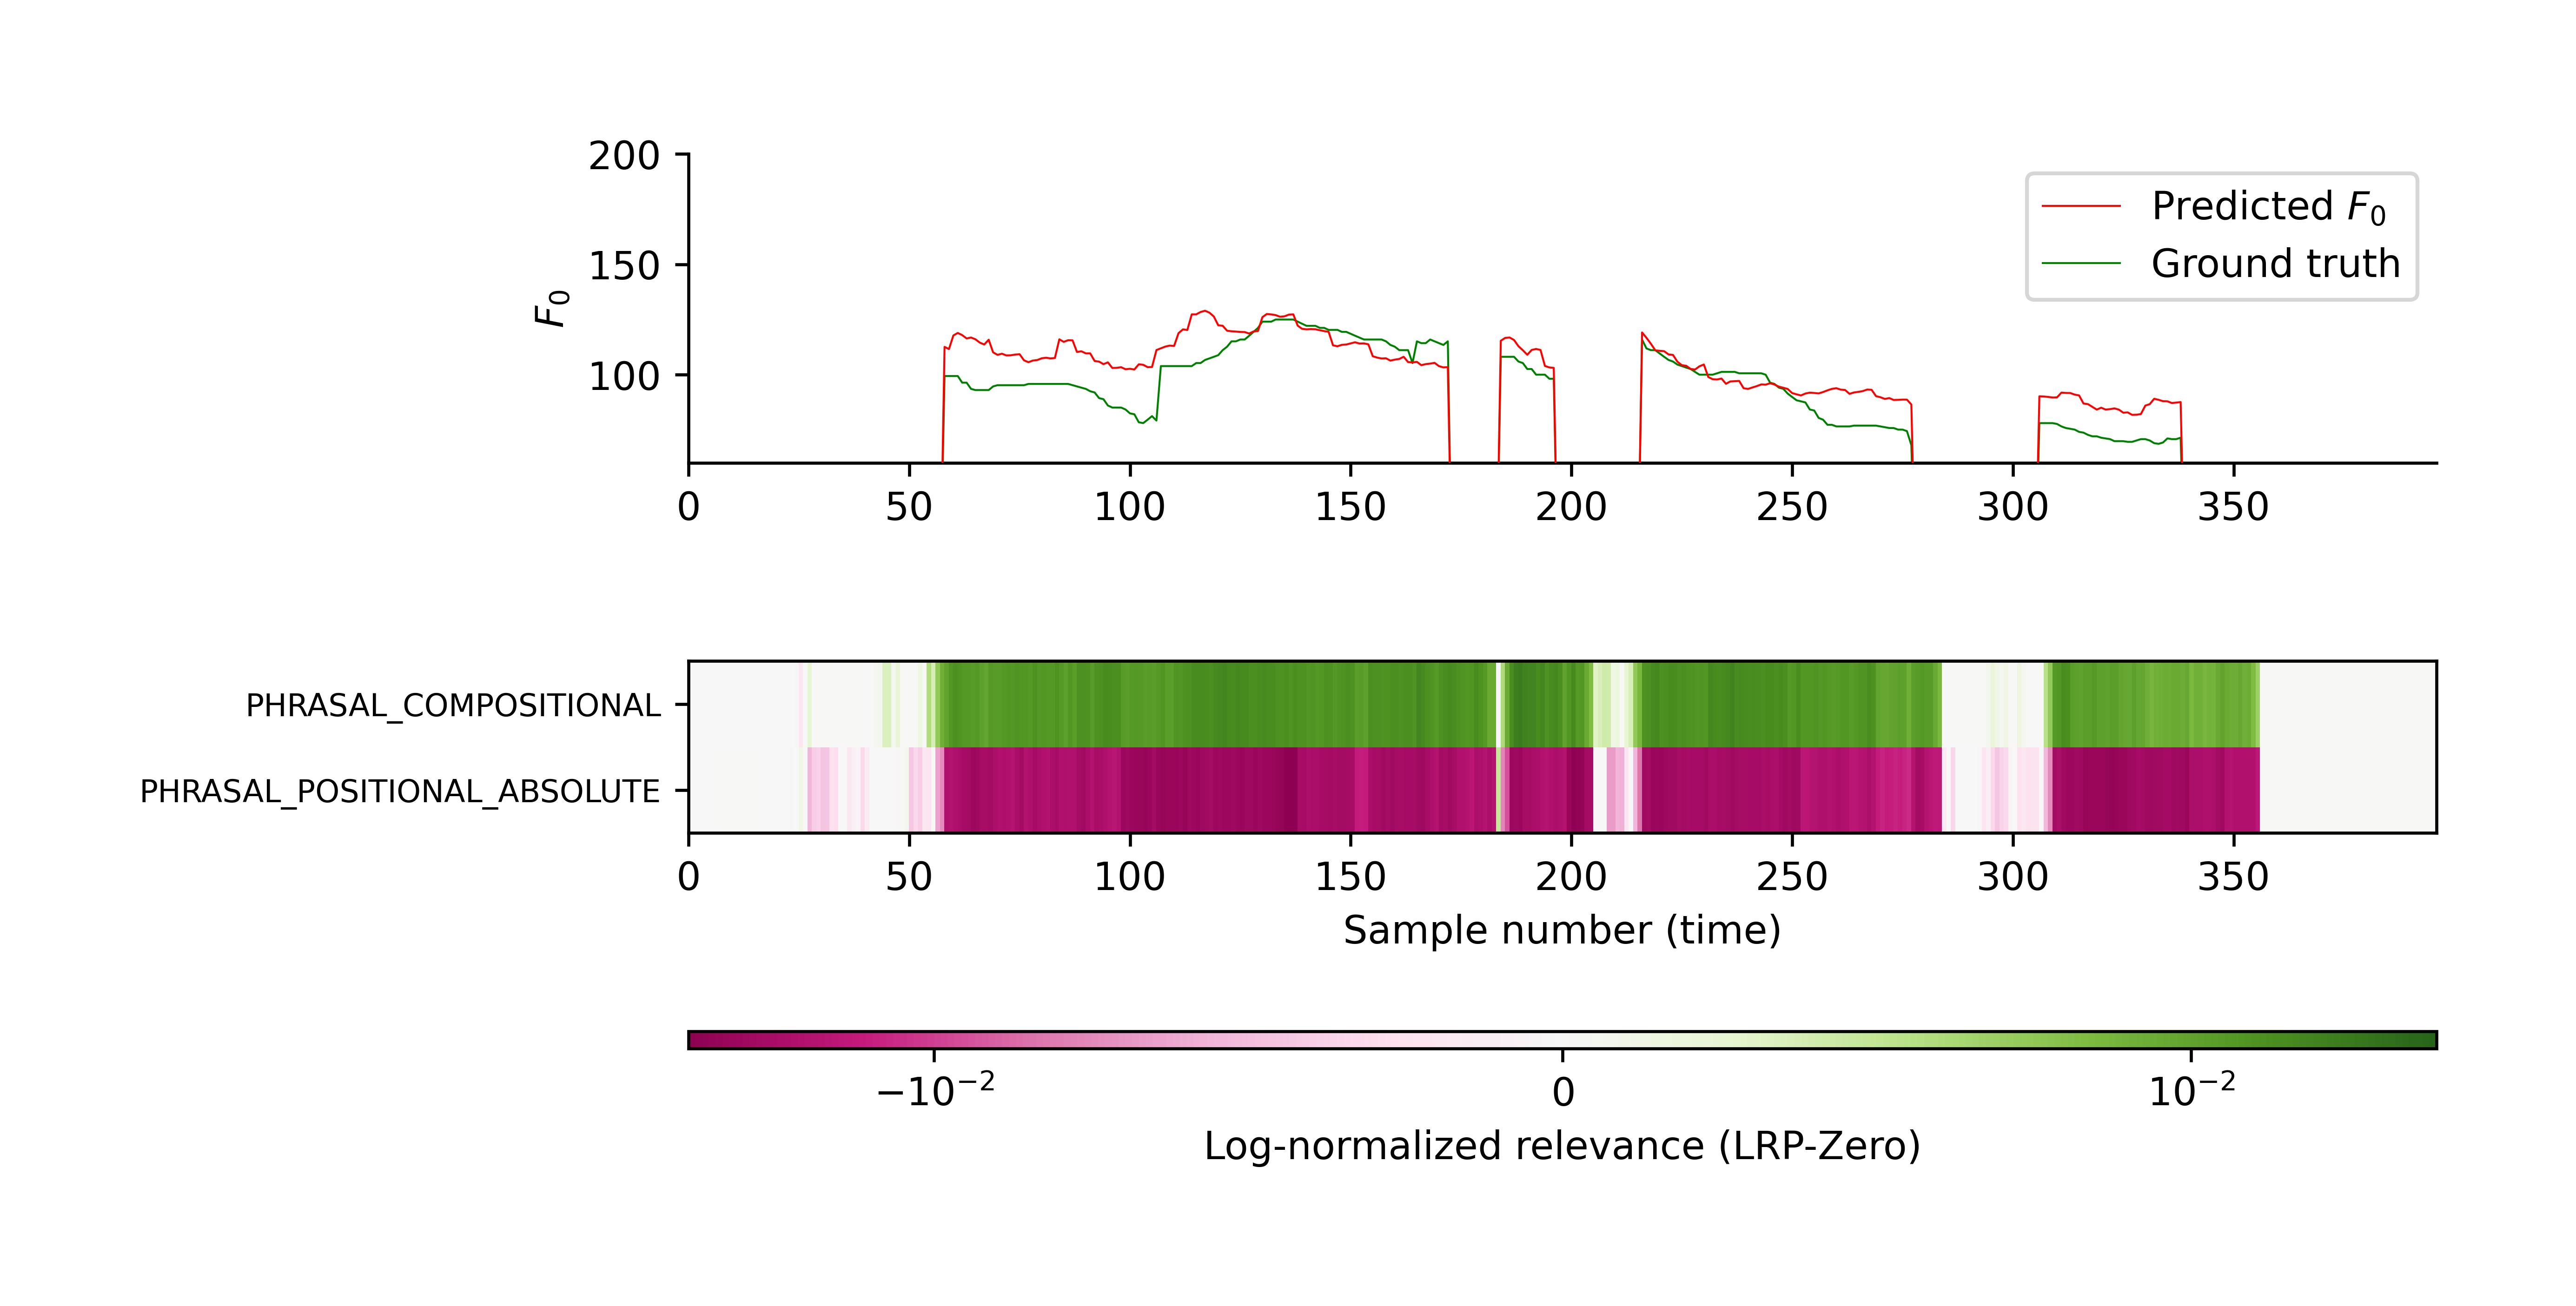 200
150
100
F₀
Predicted F₀
Ground truth
0 50 100 150 200 250 300 350
PHRASAL_COMPOSITIONAL
PHRASAL_POSITIONAL_ABSOLUTE
0 50 100 150 200 250 300 350
Sample number (time)
−10⁻² 0 10⁻²
Log-normalized relevance (LRP-Zero)